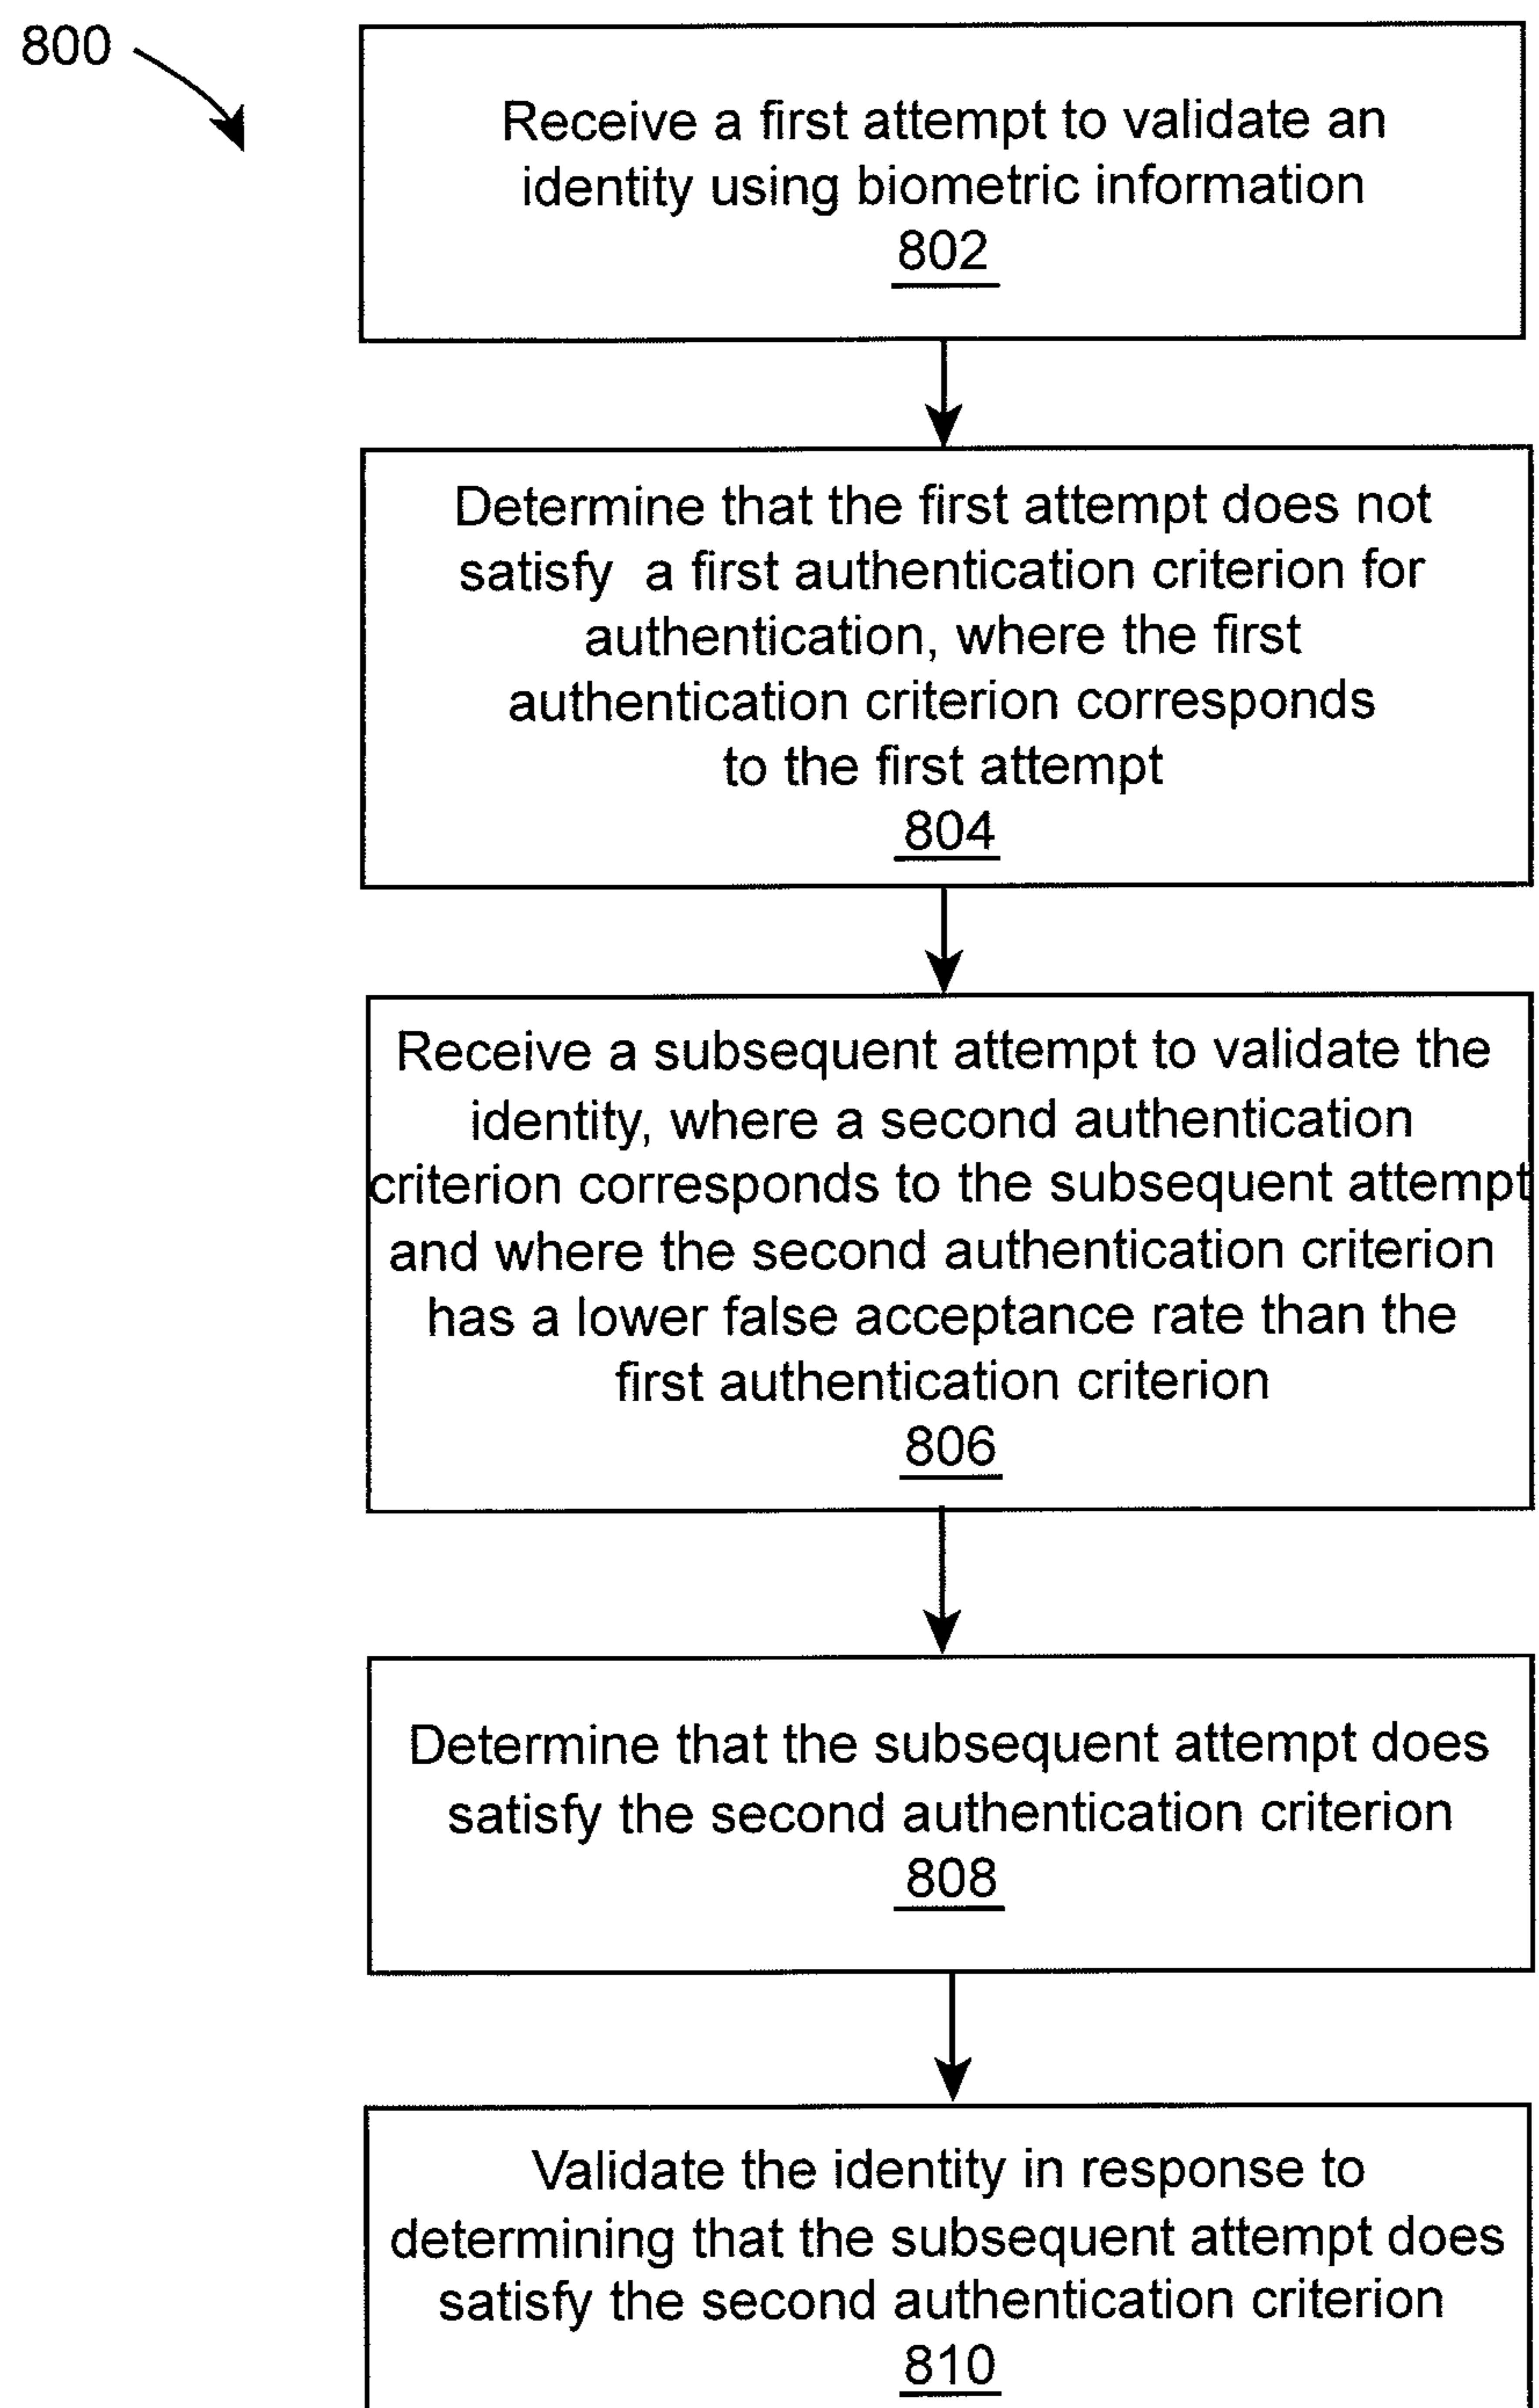 800
Receive a first attempt to validate an
identity using biometric information
802
Determine that the first attempt does not
satisfy a first authentication criterion for
authentication, where the first
authentication criterion corresponds
to the first attempt
804
Receive a subsequent attempt to validate the
identity, where a second authentication
criterion corresponds to the subsequent attempt
and where the second authentication criterion
has a lower false acceptance rate than the
first authentication criterion
806
Determine that the subsequent attempt does
satisfy the second authentication criterion
808
Validate the identity in response to
determining that the subsequent attempt does
satisfy the second authentication criterion
810